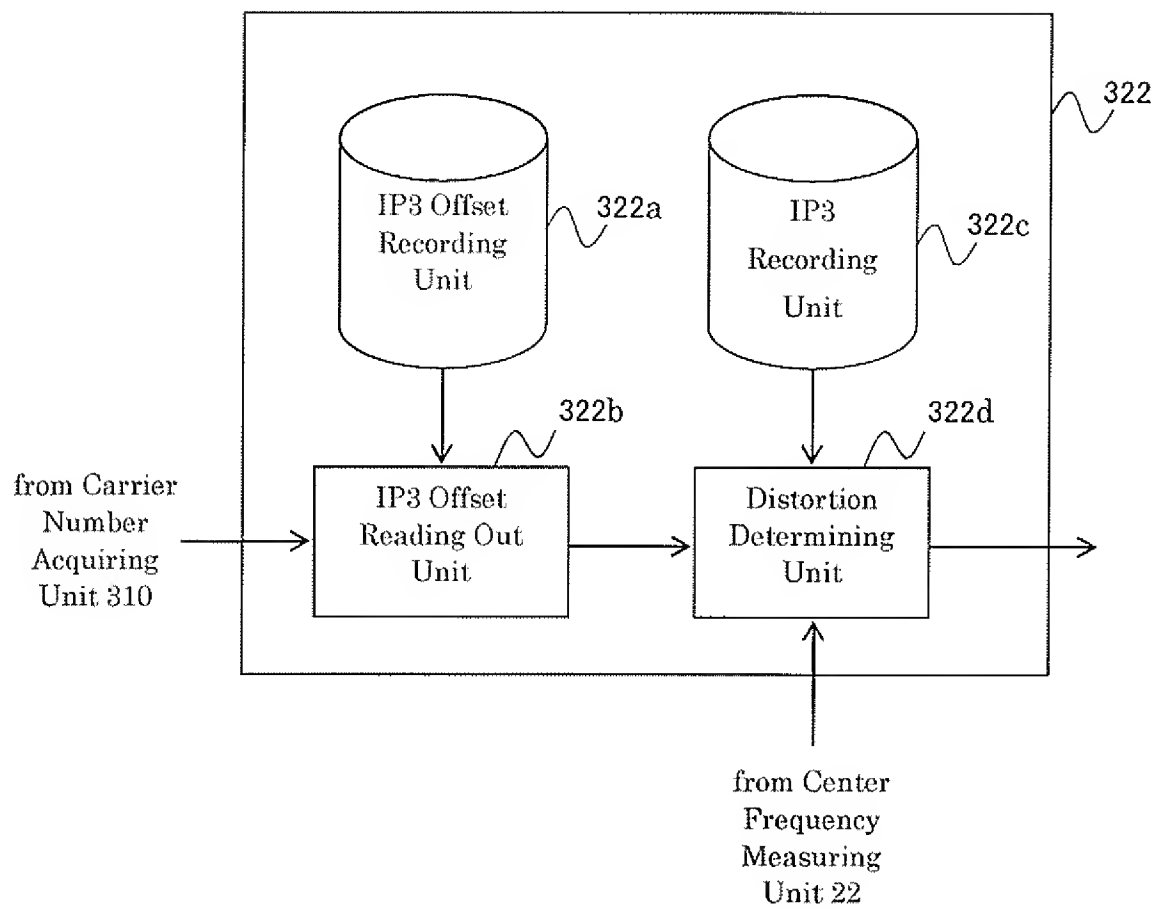 322
IP3 Offset
Recording
Unit
322a
IP3
Recording
Unit
322c
322b
322d
from Carrier
Number
Acquiring
Unit 310
IP3 Offset
Reading Out
Unit
Distortion
Determining
Unit
from Center
Frequency
Measuring
Unit 22